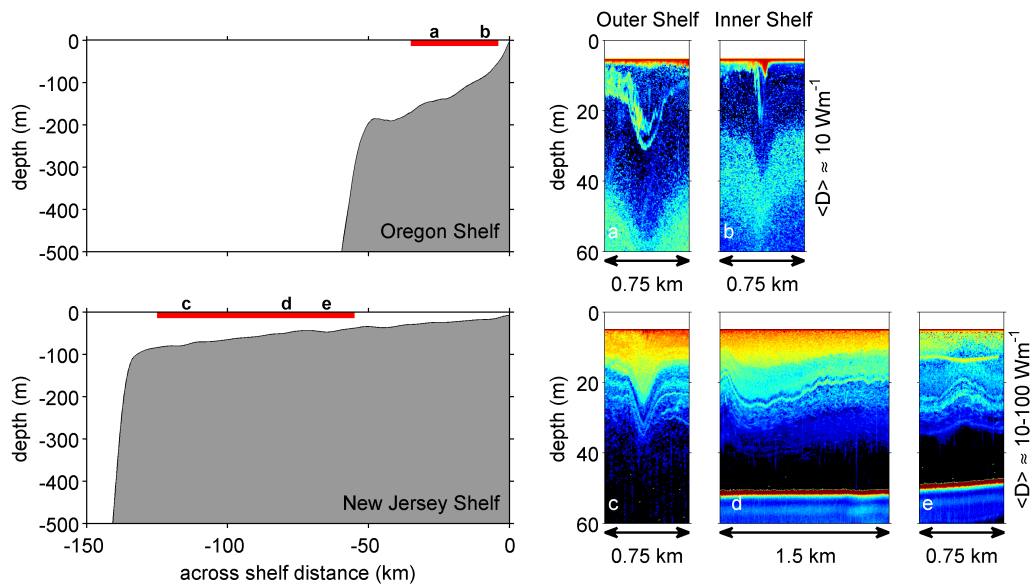 a b
0
-100
-200
-300
-400
-500
depth (m)
Oregon Shelf
Outer Shelf Inner Shelf
0
20
40
60
depth (m)
a b
0.75 km 0.75 km
<D> ≈ 10 Wm-1
c d e
0
-100
-200
-300
-400
-500
depth (m)
New Jersey Shelf
-150 -100 -50 0
across shelf distance (km)
0
20
40
60
depth (m)
c d e
0.75 km 1.5 km 0.75 km
<D> ≈ 10-100 Wm-1